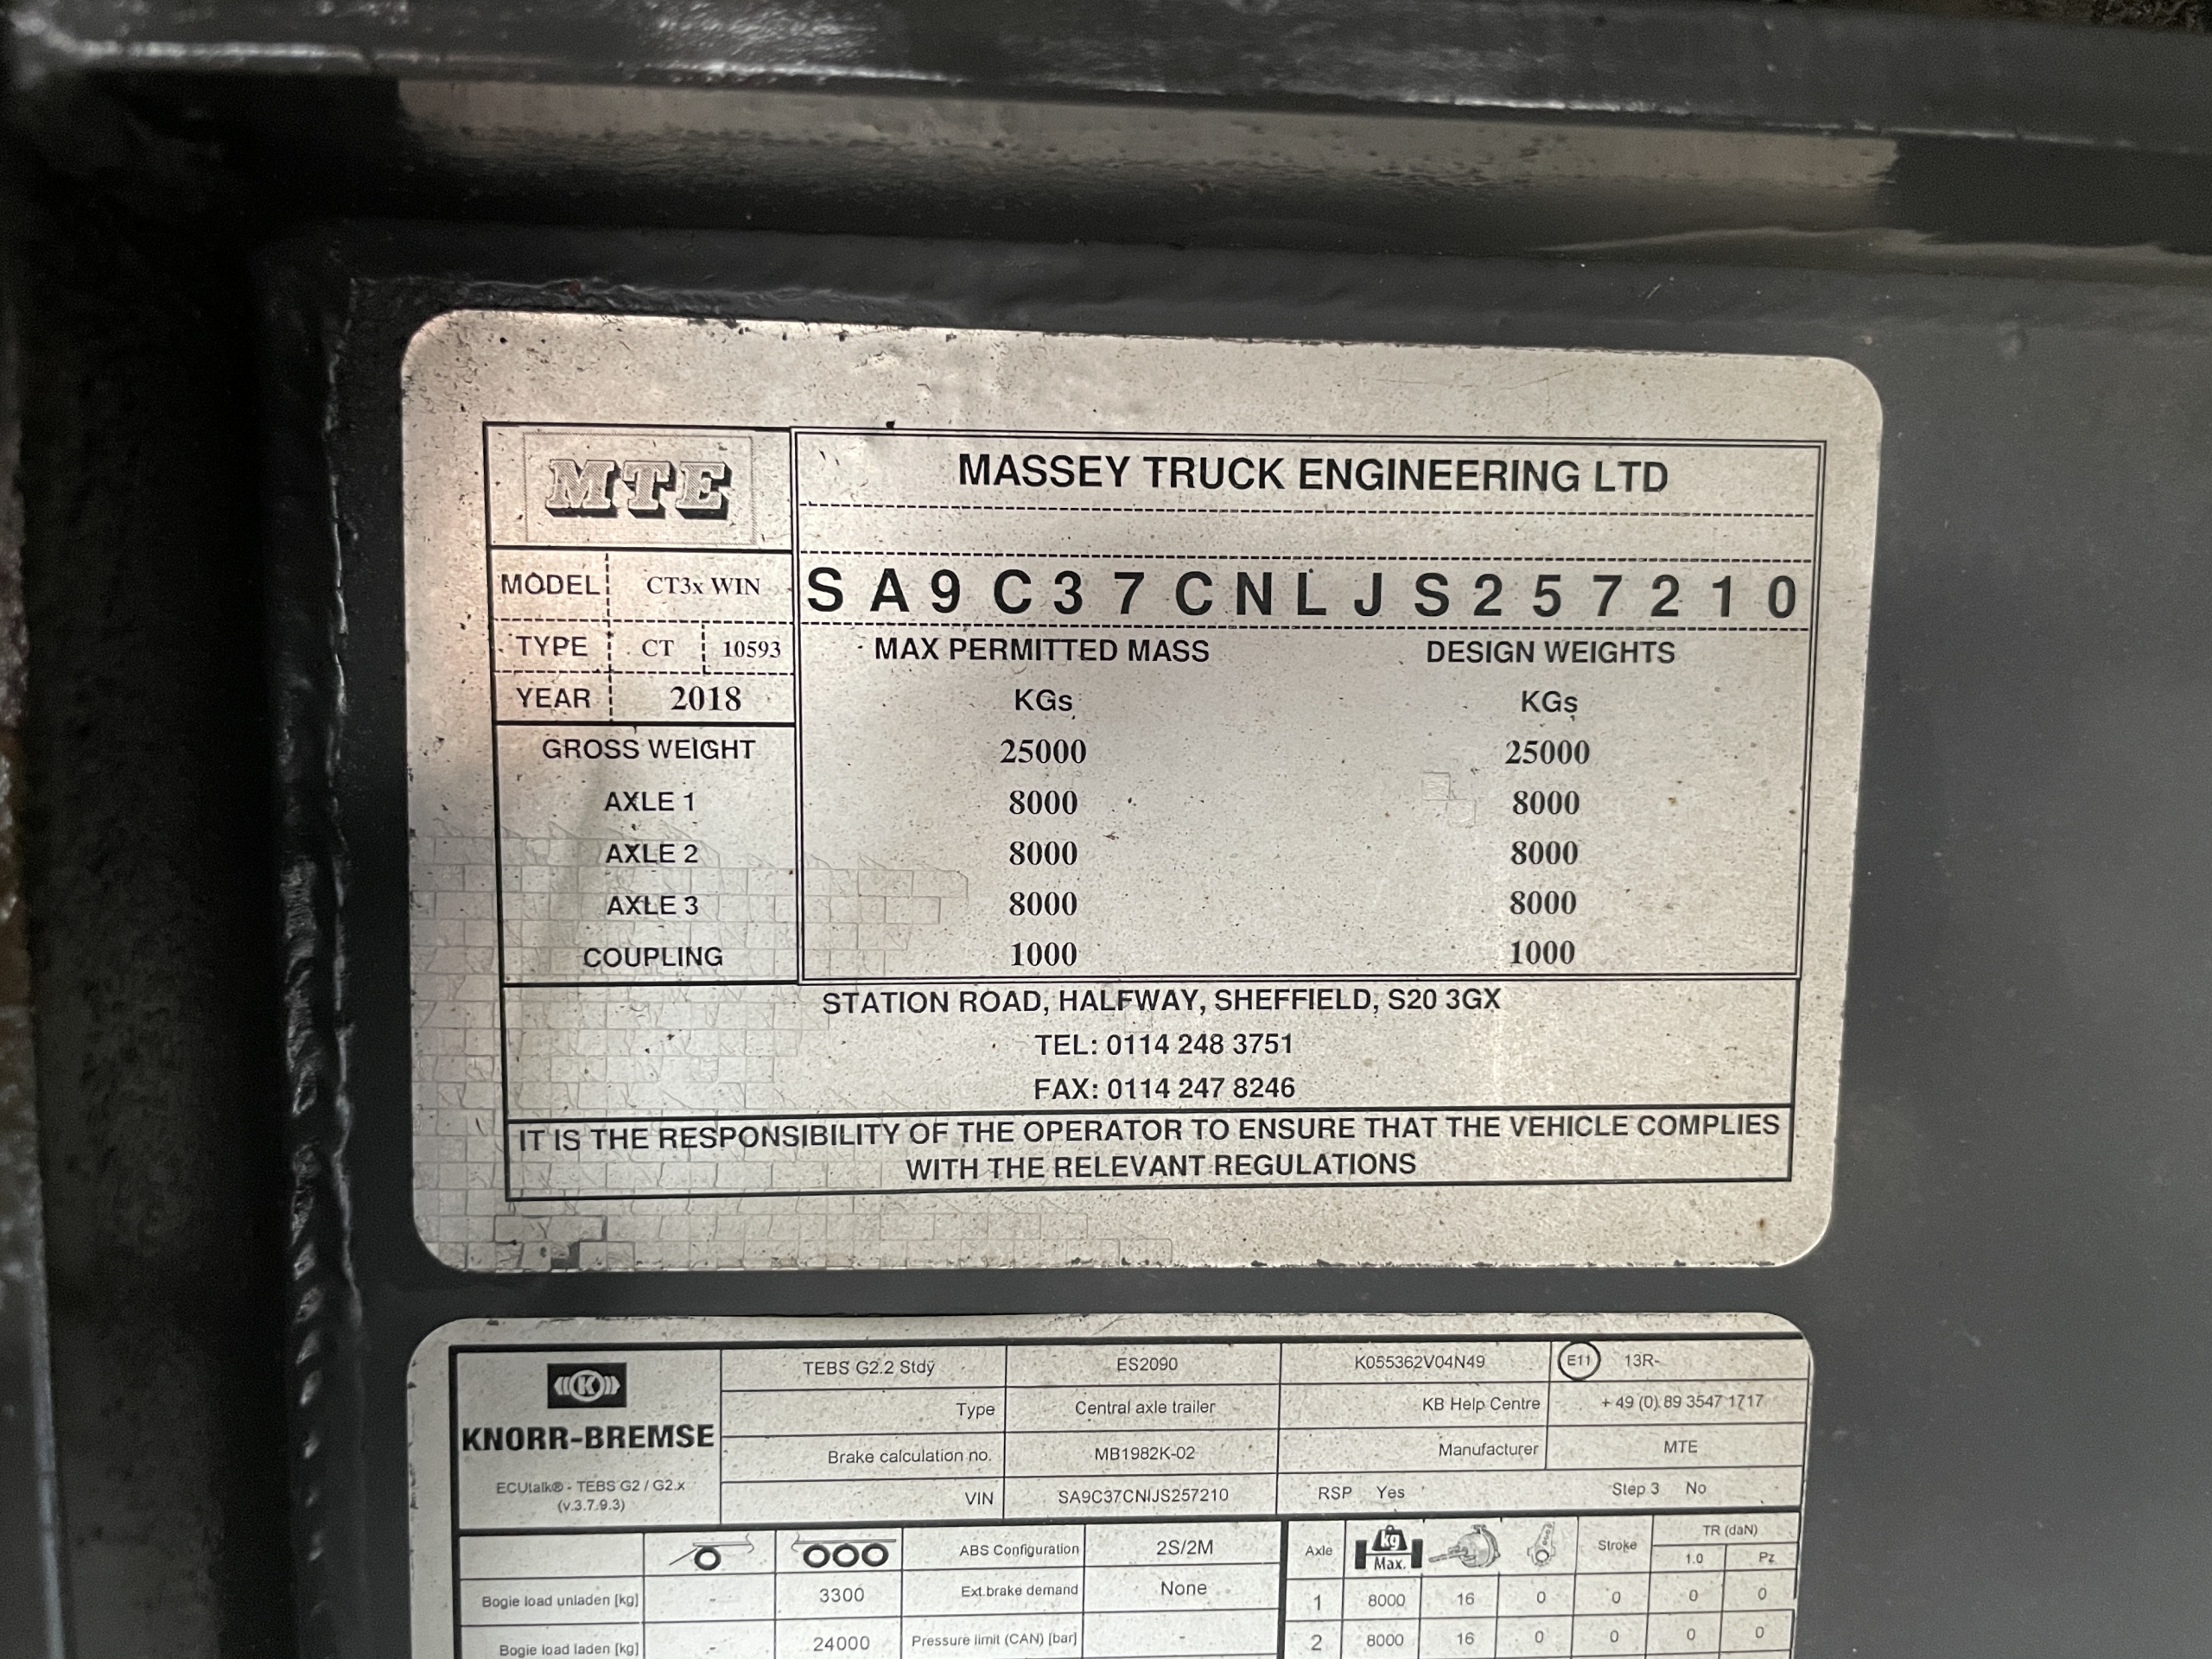 MTE
MASSEY TRUCK ENGINEERING LTD
MODEL CT3x WIN
SA9C37CNLJS257210
TYPE CT 10593
MAX PERMITTED MASS DESIGN WEIGHTS
YEAR 2018 KGs KGs
GROSS WEIGHT 25000 25000
AXLE 1 8000 8000
AXLE 2 8000 8000
AXLE 3 8000 8000
COUPLING 1000 1000
STATION ROAD, HALFWAY, SHEFFIELD, S20 3GX
TEL: 0114 248 3751
FAX: 0114 247 8246
IT IS THE RESPONSIBILITY OF THE OPERATOR TO ENSURE THAT THE VEHICLE COMPLIES
WITH THE RELEVANT REGULATIONS
K
KNORR-BREMSE
ECUtalk® - TEBS G2 / G2.x
(v.3.7.9.3)
TEBS G2.2 Stdy ES2090 K055362V04N49 E11 13R-
Type Central axle trailer KB Help Centre + 49 (0) 89 3547 1717
Brake calculation no. MB1982K-02 Manufacturer MTE
VIN SA9C37CNIJS257210 RSP Yes Step 3 No
ABS Configuration 2S/2M Axle kg Max. Stroke TR (daN)
1.0 Pz
Bogie load unladen [kg] - 3300 Ext.brake demand None 1 8000 16 0 0 0 0
Bogie load laden [kg] - 24000 Pressure limit (CAN) [bar] - 2 8000 16 0 0 0 0